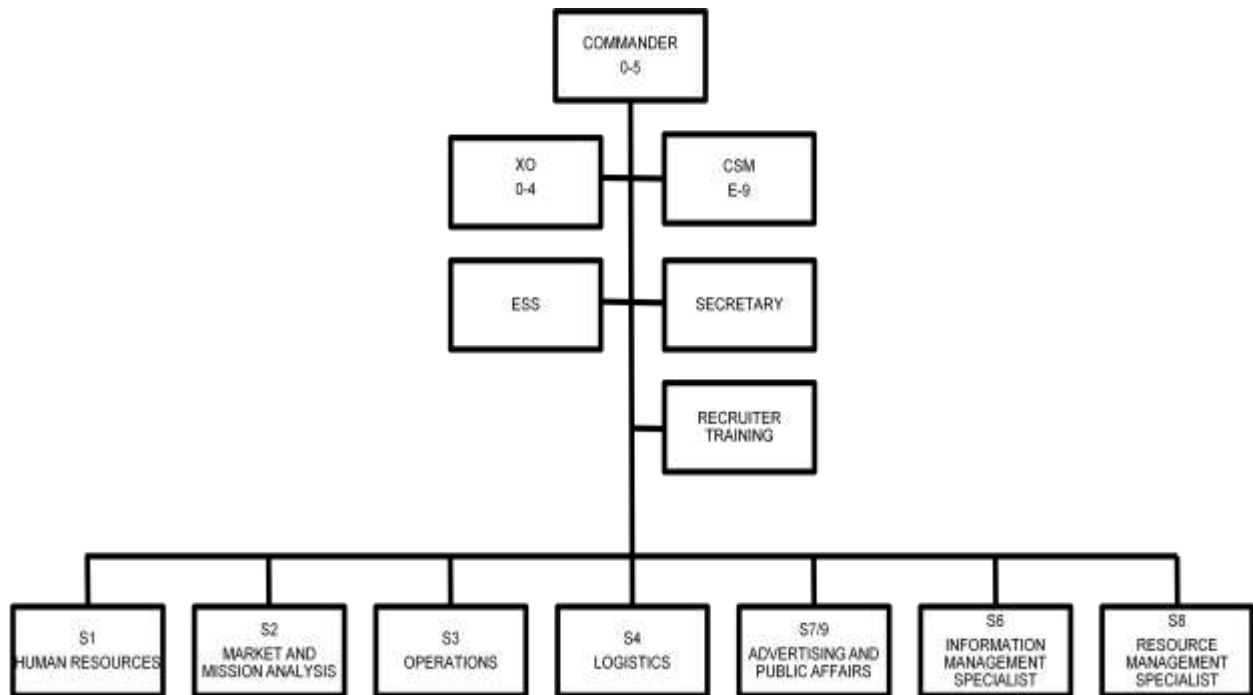 COMMANDER
0-5
XO
0-4
CSM
E-9
ESS
SECRETARY
RECRUITER
TRAINING
S1
HUMAN RESOURCES
S2
MARKET AND
MISSION ANALYSIS
S3
OPERATIONS
S4
LOGISTICS
S7/9
ADVERTISING AND
PUBLIC AFFAIRS
S6
INFORMATION
MANAGEMENT
SPECIALIST
S8
RESOURCE
MANAGEMENT
SPECIALIST